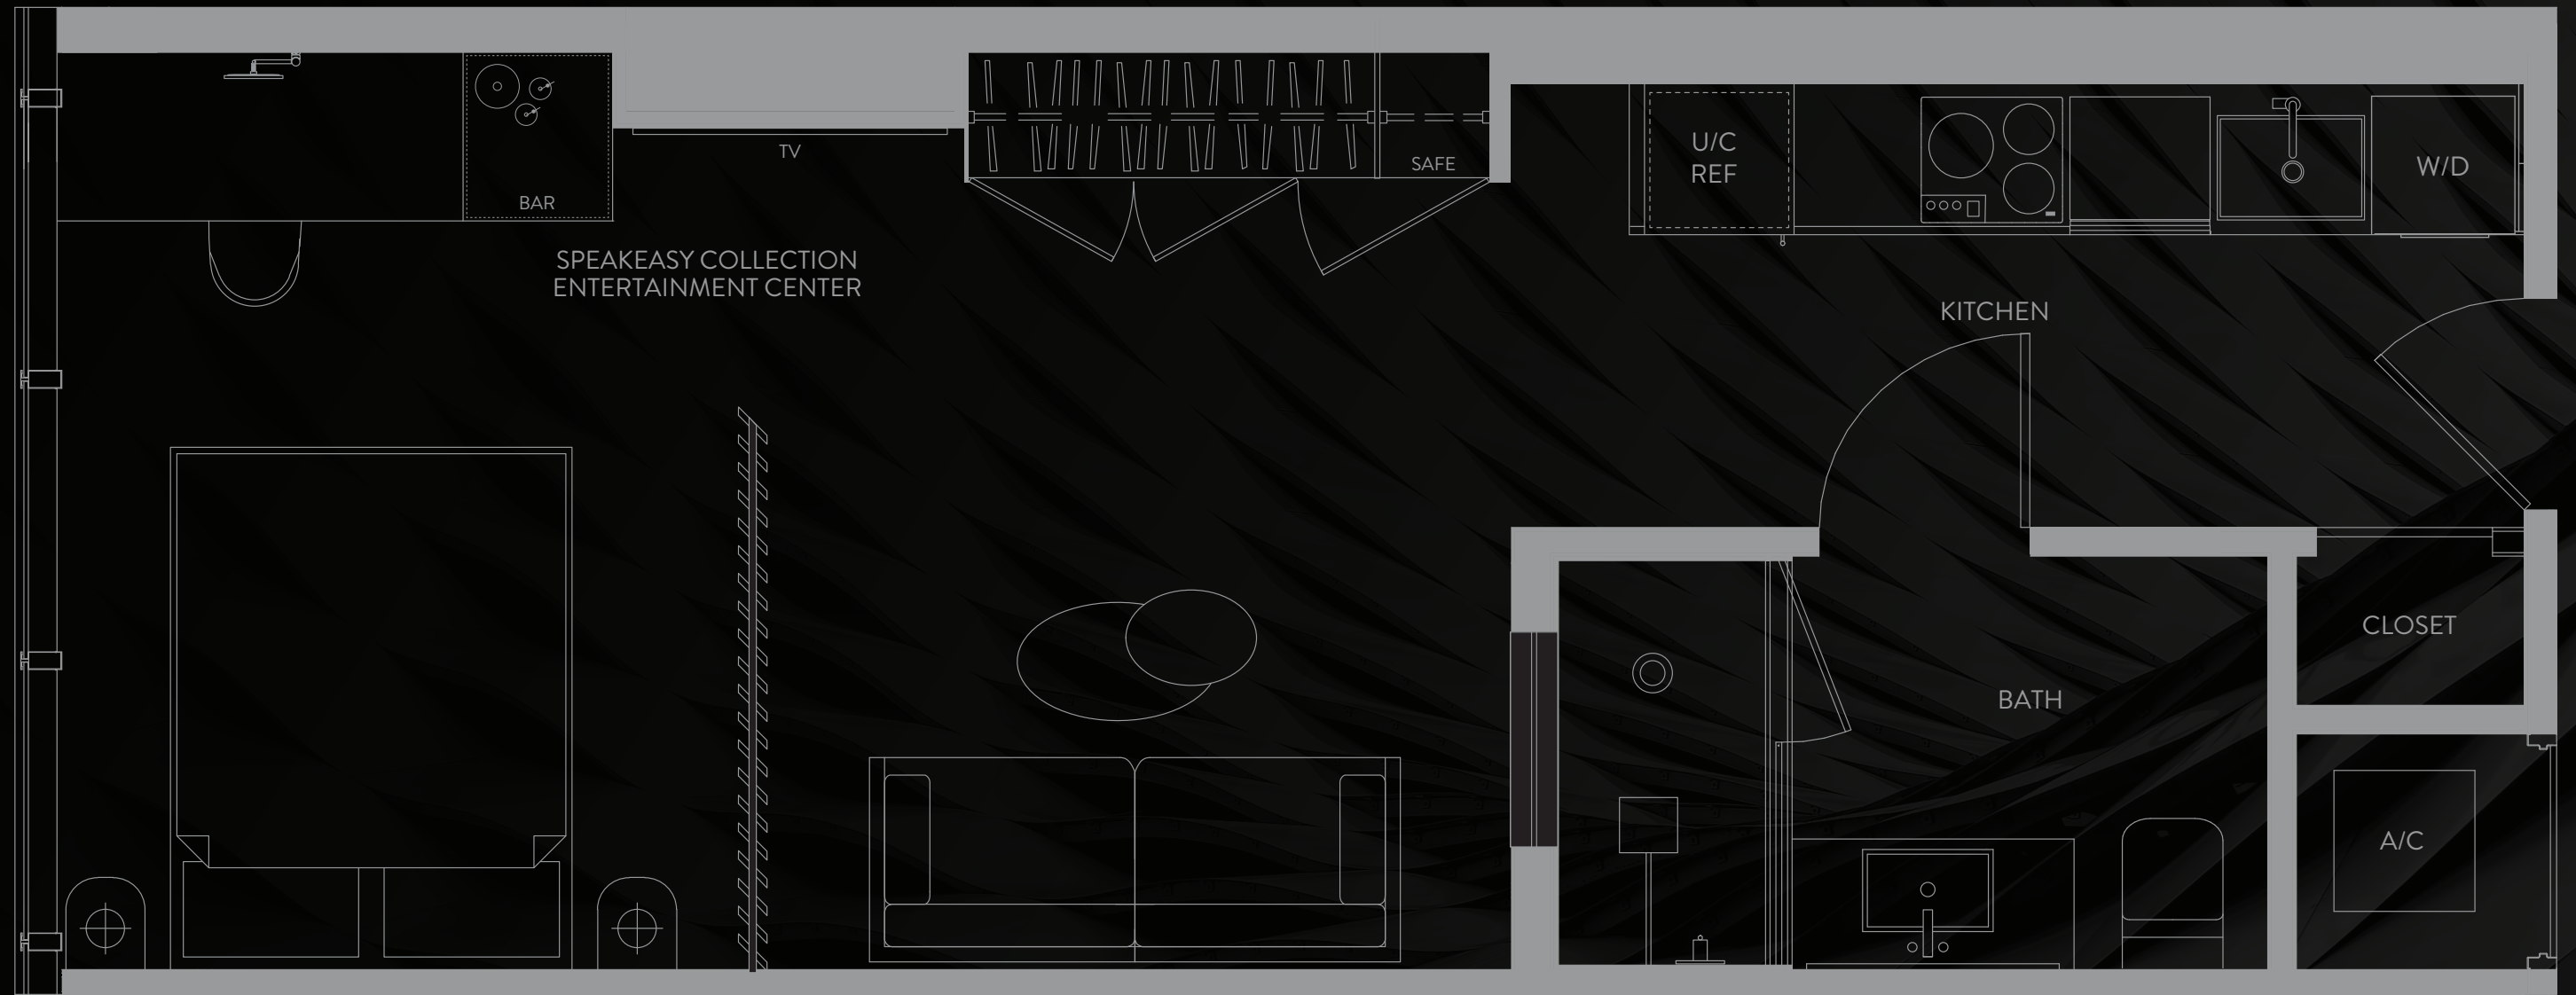 U/C
REF
W/D
TV
SAFE
BAR
SPEAKEASY COLLECTION
ENTERTAINMENT CENTER
KITCHEN
CLOSET
BATH
A/C